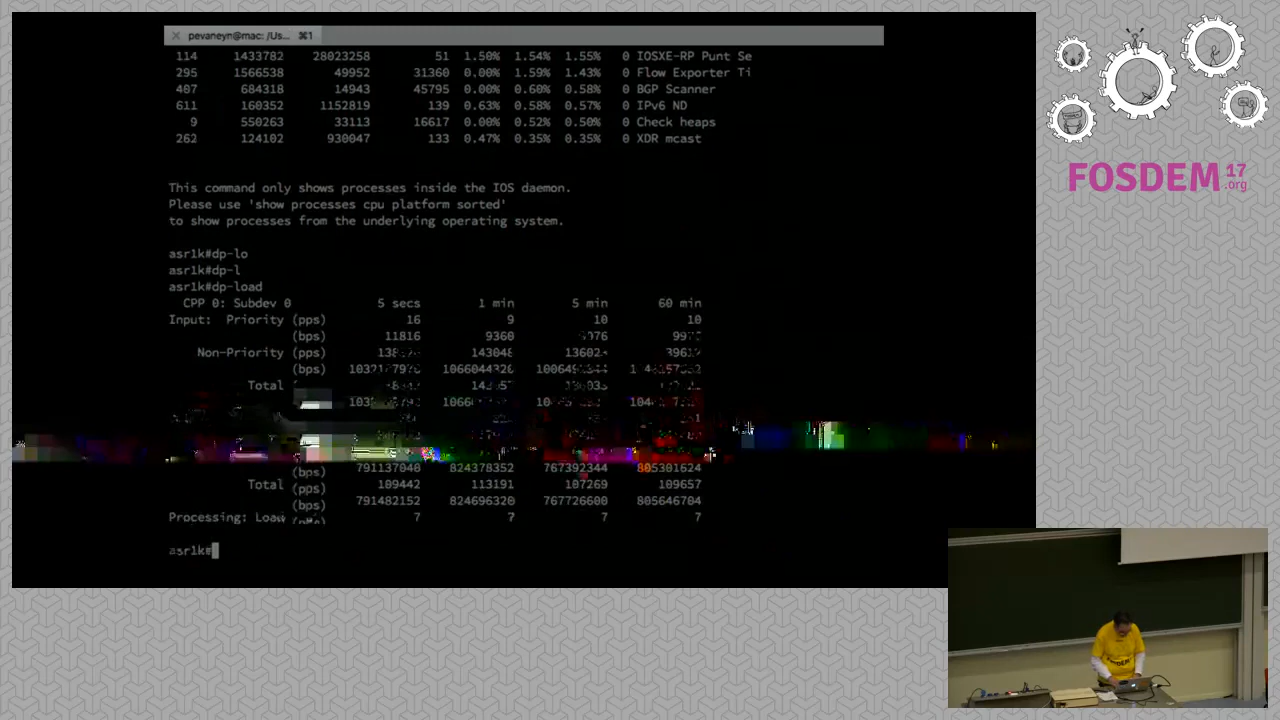 pevaneyn@mac: /Us... ⌘1
114 1433782 28023258 51 1.50% 1.54% 1.55% 0 IOSXE-RP Punt Se
295 1566538 49952 31360 0.00% 1.59% 1.43% 0 Flow Exporter Ti
407 684318 14943 45795 0.00% 0.60% 0.58% 0 BGP Scanner
611 160352 1152819 139 0.63% 0.58% 0.57% 0 IPv6 ND
9 550263 33113 16617 0.00% 0.52% 0.50% 0 Check heaps
262 124102 930047 133 0.47% 0.35% 0.35% 0 XDR mcast
This command only shows processes inside the IOS daemon.
Please use 'show processes cpu platform sorted'
to show processes from the underlying operating system.
asr1k#dp-lo
asr1k#dp-l
asr1k#dp-load
CPP 0: Subdev 0 5 secs 1 min 5 min 60 min
Input: Priority (pps) 16 9 10 10
(bps) 11816 9360
Non-Priority (pps) 143048
(bps) 1066044320
Total
(bps) 791137040 824378352 767392344 805301624
Total (pps) 109442 113191 107269 109657
(bps) 791482152 824696320 767726600 805646704
Processing: Load 7 7 7 7
asr1k#
FOSDEM 17 .org
FOSDEM